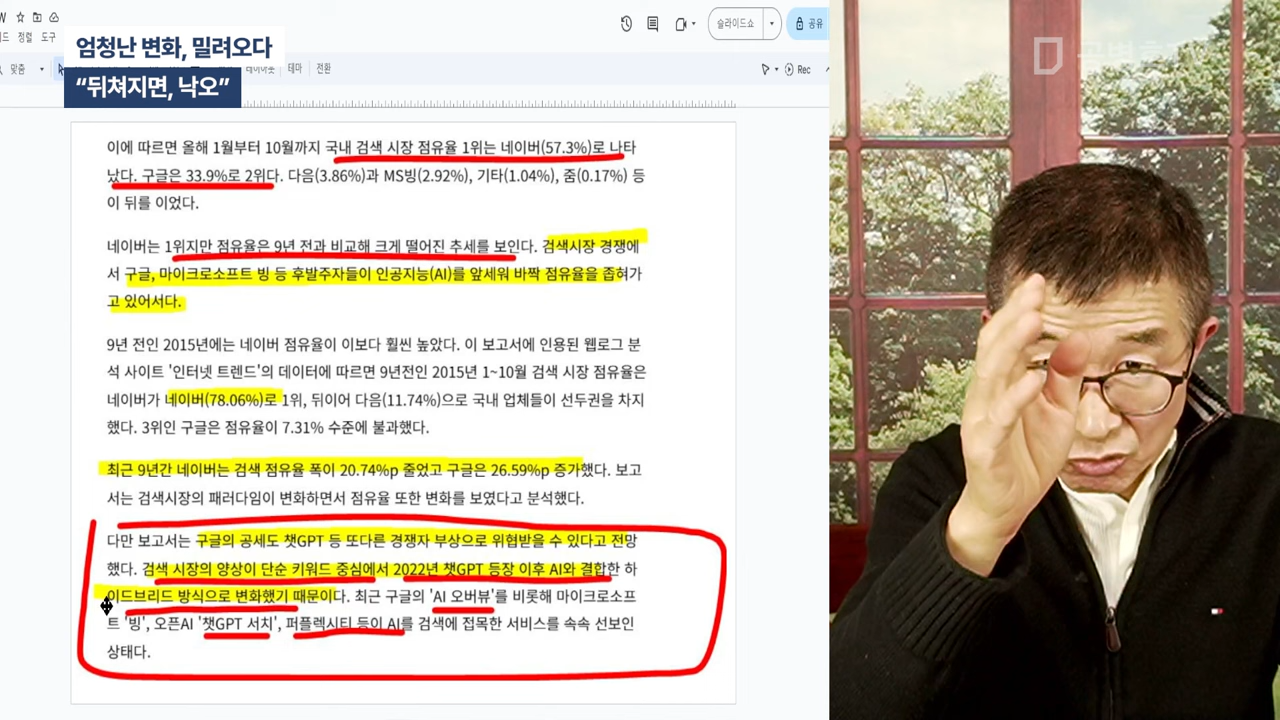 엄청난 변화, 밀려오다
“뒤쳐지면, 낙오”
정렬 도구
슬라이드쇼
공유
맞춤
테마
전환
Rec
이에 따르면 올해 1월부터 10월까지 국내 검색 시장 점유율 1위는 네이버(57.3%)로 나타
났다. 구글은 33.9%로 2위다. 다음(3.86%)과 MS빙(2.92%), 기타(1.04%), 줌(0.17%) 등
이 뒤를 이었다.
네이버는 1위지만 점유율은 9년 전과 비교해 크게 떨어진 추세를 보인다. 검색시장 경쟁에
서 구글, 마이크로소프트 빙 등 후발주자들이 인공지능(AI)를 앞세워 바짝 점유율을 좁혀가
고 있어서다.
9년 전인 2015년에는 네이버 점유율이 이보다 훨씬 높았다. 이 보고서에 인용된 웹로그 분
석 사이트 '인터넷 트렌드'의 데이터에 따르면 9년전인 2015년 1~10월 검색 시장 점유율은
네이버가 네이버(78.06%)로 1위, 뒤이어 다음(11.74%)으로 국내 업체들이 선두권을 차지
했다. 3위인 구글은 점유율이 7.31% 수준에 불과했다.
최근 9년간 네이버는 검색 점유율 폭이 20.74%p 줄었고 구글은 26.59%p 증가했다. 보고
서는 검색시장의 패러다임이 변화하면서 점유율 또한 변화를 보였다고 분석했다.
다만 보고서는 구글의 공세도 챗GPT 등 또다른 경쟁자 부상으로 위협받을 수 있다고 전망
했다. 검색 시장의 양상이 단순 키워드 중심에서 2022년 챗GPT 등장 이후 AI와 결합한 하
이드브리드 방식으로 변화했기 때문이다. 최근 구글의 'AI 오버뷰'를 비롯해 마이크로소프
트 '빙', 오픈AI '챗GPT 서치', 퍼플렉시티 등이 AI를 검색에 접목한 서비스를 속속 선보인
상태다.